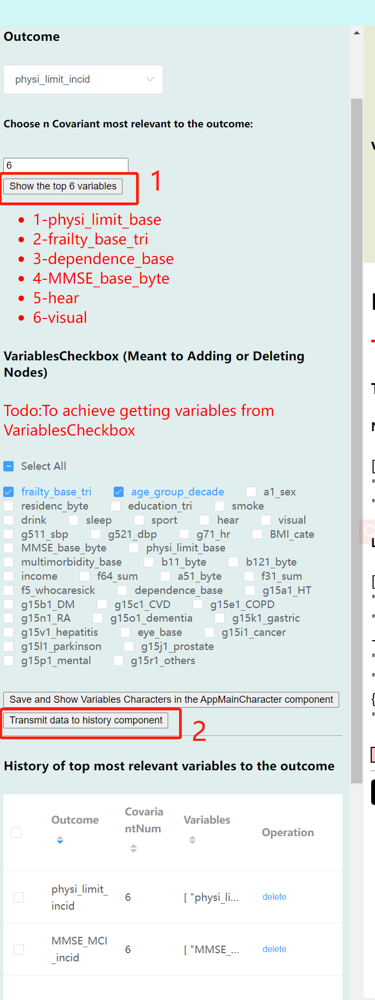 Outcome
physi_limit_incid
Choose n Covariant most relevant to the outcome:
6
Show the top 6 variables
1
1-physi_limit_base
2-frailty_base_tri
3-dependence_base
4-MMSE_base_byte
5-hear
6-visual
VariablesCheckbox (Meant to Adding or Deleting
Nodes)
Todo:To achieve getting variables from
VariablesCheckbox
Select All
frailty_base_tri age_group_decade a1_sex
residenc_byte education_tri smoke
drink sleep sport hear visual
g511_sbp g521_dbp g71_hr BMI_cate
MMSE_base_byte physi_limit_base
multimorbidity_base b11_byte b121_byte
income f64_sum a51_byte f31_sum
f5_whocaresick dependence_base g15a1_HT
g15b1_DM g15c1_CVD g15e1_COPD
g15n1_RA g15o1_dementia g15k1_gastric
g15v1_hepatitis eye_base g15i1_cancer
g15l1_parkinson g15j1_prostate
g15p1_mental g15r1_others
Save and Show Variables Characters in the AppMainCharacter component
Transmit data to history component
2
History of top most relevant variables to the outcome
Outcome Covaria
ntNum Variables Operation
physi_limit_
incid 6 [ "physi_li... delete
MMSE_MCI
_incid 6 [ "MMSE_... delete